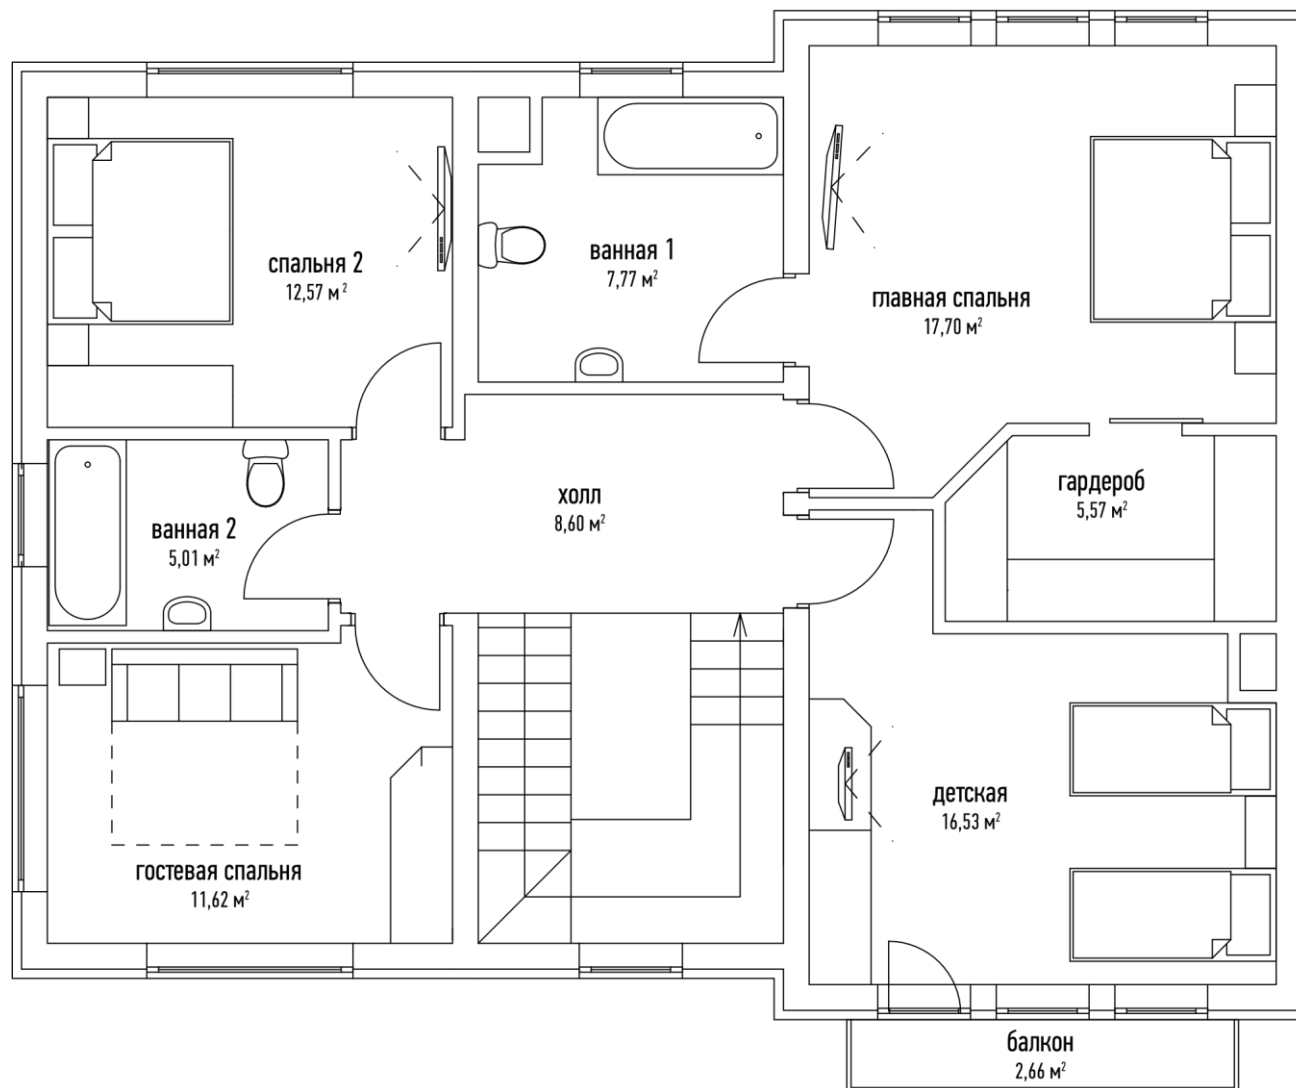 спальня 2
12,57 м²
ванная 1
7,77 м²
главная спальня
17,70 м²
ванная 2
5,01 м²
холл
8,60 м²
гардероб
5,57 м²
гостевая спальня
11,62 м²
детская
16,53 м²
балкон
2,66 м²